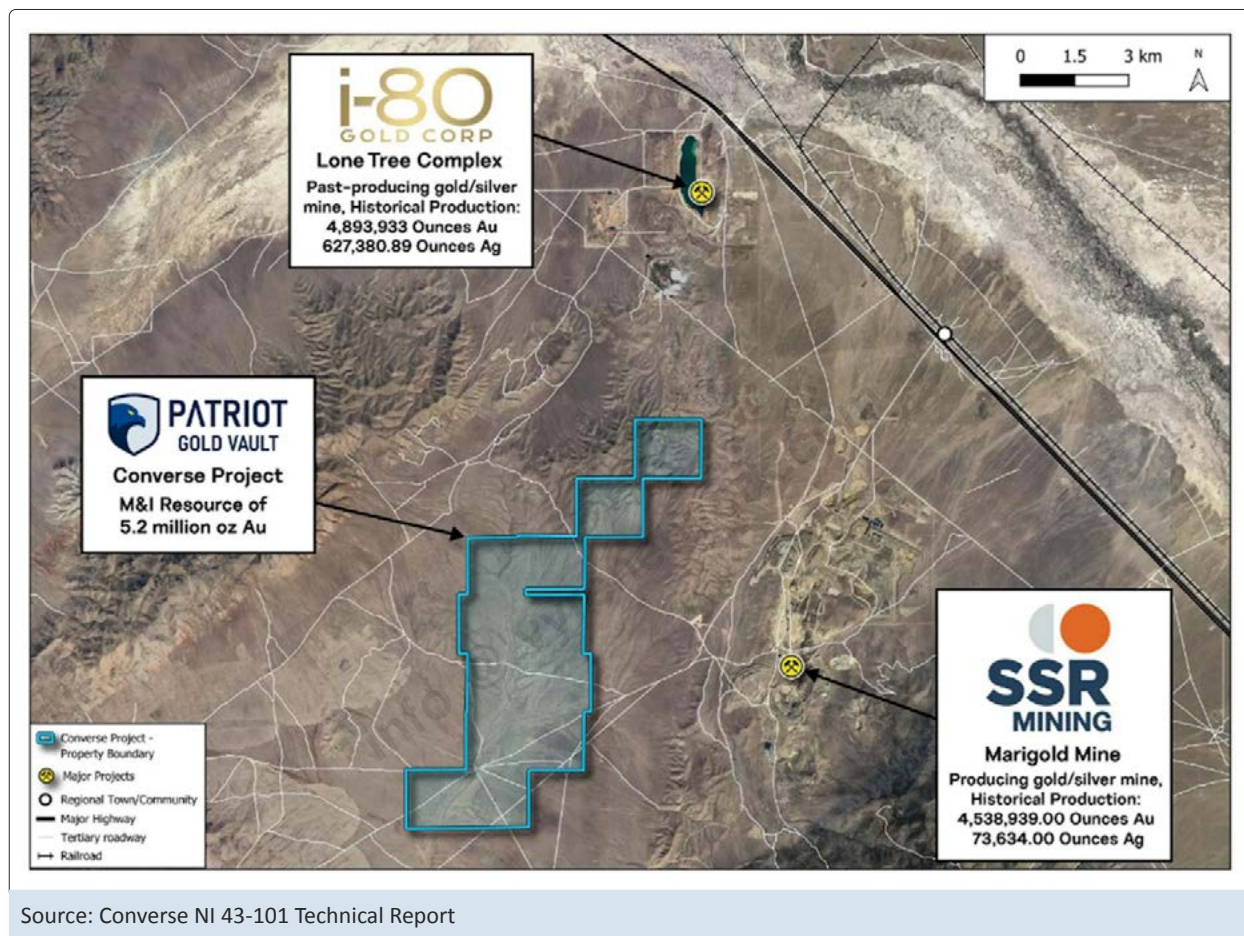 0 1.5 3 km
N
i-80
GOLD CORP
Lone Tree Complex
Past-producing gold/silver
mine, Historical Production:
4,893,933 Ounces Au
627,380.89 Ounces Ag
PATRIOT
GOLD VAULT
Converse Project
M&I Resource of
5.2 million oz Au
SSR
MINING
Marigold Mine
Producing gold/silver mine,
Historical Production:
4,538,939.00 Ounces Au
73,634.00 Ounces Ag
Converse Project -
Property Boundary
Major Projects
Regional Town/Community
Major Highway
Tertiary roadway
Railroad
Source: Converse NI 43-101 Technical Report